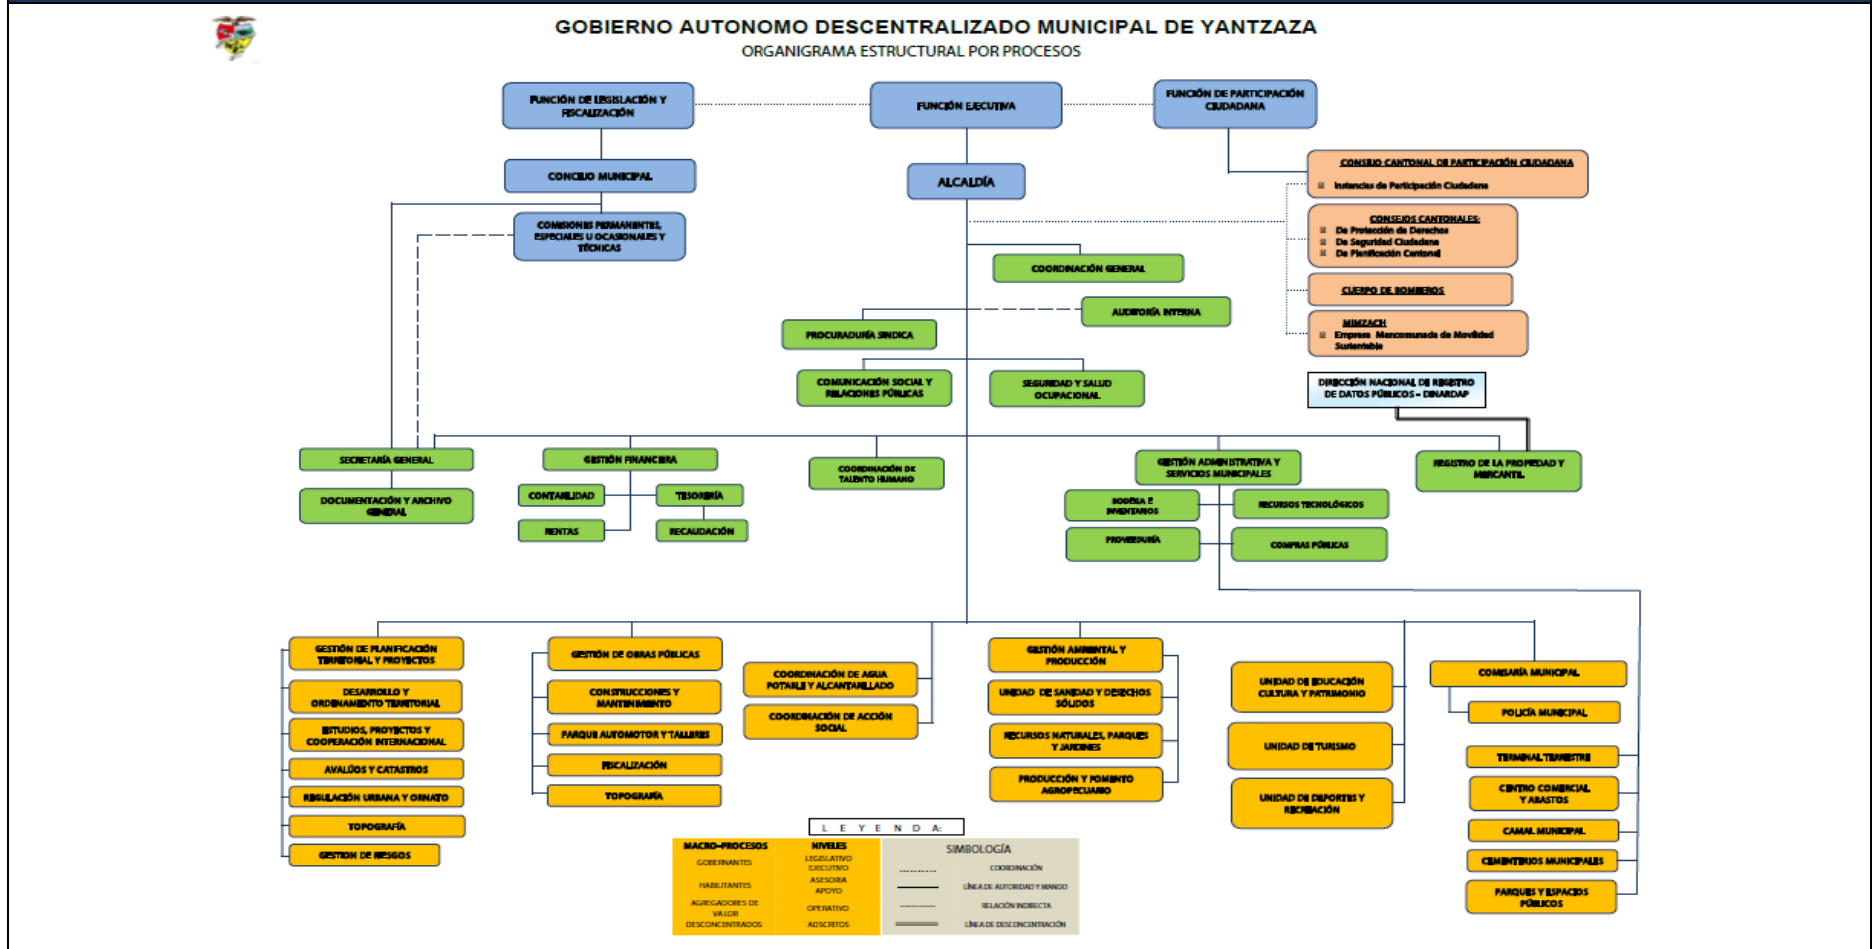 GOBIERNO AUTONOMO DESCENTRALIZADO MUNICIPAL DE YANTZAZA
ORGANIGRAMA ESTRUCTURAL POR PROCESOS
FUNCIÓN DE LEGISLACIÓN Y
FISCALIZACIÓN
FUNCIÓN EJECUTIVA
FUNCIÓN DE PARTICIPACIÓN
CIUDADANA
CONCEJO MUNICIPAL
ALCALDÍA
CONSEJO CANTONAL DE PARTICIPACIÓN CIUDADANA
Instancias de Participación Ciudadana
COMISIONES PERMANENTES,
ESPECIALES U OCASIONALES Y
TÉCNICAS
CONSEJOS CANTONALES:
De Protección de Derechos
De Seguridad Ciudadana
De Planificación Cantonal
COORDINACIÓN GENERAL
CUERPO DE BOMBEROS
AUDITORÍA INTERNA
PROCURADURÍA SINDICA
MIMZACH
Empresa Mancomunada de Movilidad
Sustentable
COMUNICACIÓN SOCIAL Y
RELACIONES PÚBLICAS
SEGURIDAD Y SALUD
OCUPACIONAL
DIRECCIÓN NACIONAL DE REGISTRO
DE DATOS PÚBLICOS – DINARDAP
SECRETARÍA GENERAL
GESTIÓN FINANCIERA
COORDINACIÓN DE
TALENTO HUMANO
GESTIÓN ADMINISTRATIVA Y
SERVICIOS MUNICIPALES
REGISTRO DE LA PROPIEDAD Y
MERCANTIL
DOCUMENTACIÓN Y ARCHIVO
GENERAL
CONTABILIDAD
TESORERÍA
RENTAS
RECAUDACIÓN
BODEGA E
INVENTARIOS
RECURSOS TECNOLÓGICOS
PROVEEDURÍA
COMPRAS PÚBLICAS
GESTIÓN DE PLANIFICACIÓN
TERRITORIAL Y PROYECTOS
DESARROLLO Y
ORDENAMIENTO TERRITORIAL
ESTUDIOS, PROYECTOS Y
COOPERACIÓN INTERNACIONAL
AVALÚOS Y CATASTROS
REGULACIÓN URBANA Y ORNATO
TOPOGRAFÍA
GESTION DE RIESGOS
GESTIÓN DE OBRAS PÚBLICAS
CONSTRUCCIONES Y
MANTENIMIENTO
PARQUE AUTOMOTOR Y TALLERES
FISCALIZACIÓN
TOPOGRAFÍA
COORDINACIÓN DE AGUA
POTABLE Y ALCANTARILLADO
COORDINACIÓN DE ACCIÓN
SOCIAL
GESTIÓN AMBIENTAL Y
PRODUCCIÓN
UNIDAD DE SANIDAD Y DESECHOS
SÓLIDOS
RECURSOS NATURALES, PARQUES
Y JARDINES
PRODUCCIÓN Y FOMENTO
AGROPECUARIO
UNIDAD DE EDUCACIÓN
CULTURA Y PATRIMONIO
UNIDAD DE TURISMO
UNIDAD DE DEPORTES Y
RECREACIÓN
COMISARÍA MUNICIPAL
POLICÍA MUNICIPAL
TERMINAL TERRESTRE
CENTRO COMERCIAL
Y ABASTOS
CAMAL MUNICIPAL
CEMENTERIOS MUNICIPALES
PARQUES Y ESPACIOS
PÚBLICOS
L E Y E N D A:
MACRO–PROCESOS
NIVELES
GOBERNANTES
LEGISLATIVO
EJECUTIVO
HABILITANTES
ASESORIA
APOYO
AGREGADORES DE
VALOR
OPERATIVO
DESCONCENTRADOS
ADSCRITOS
SIMBOLOGÍA
COORDINACIÓN
LÍNEA DE AUTORIDAD Y MANDO
RELACIÓN INDIRECTA
LÍNEA DE DESCONCENTRACIÓN